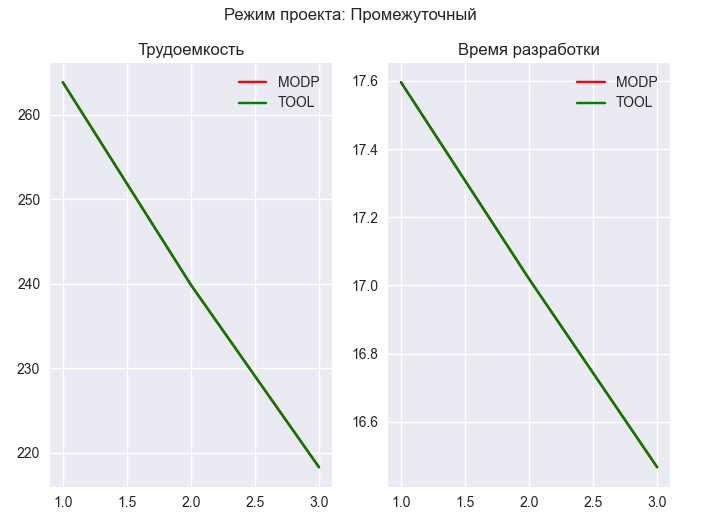 Режим проекта: Промежуточный
Трудоемкость
MODP
TOOL
260
250
240
230
220
1.0 1.5 2.0 2.5 3.0
Время разработки
MODP
TOOL
17.6
17.4
17.2
17.0
16.8
16.6
1.0 1.5 2.0 2.5 3.0